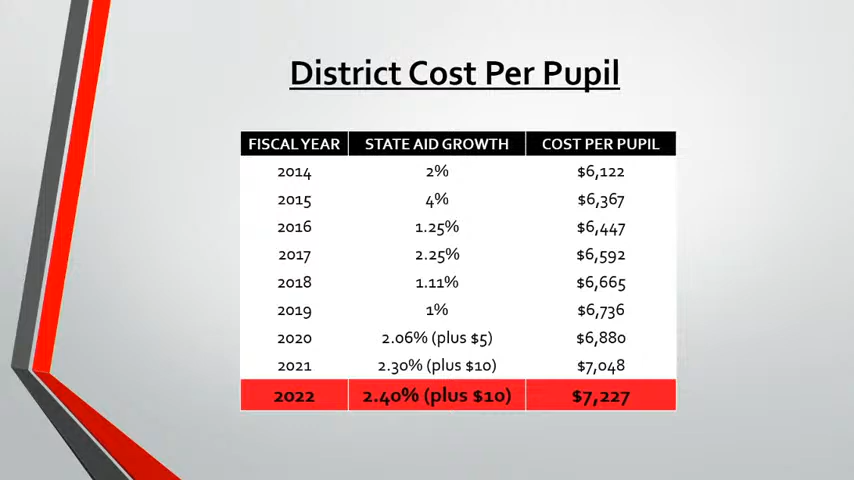 District Cost Per Pupil
FISCAL YEAR STATE AID GROWTH COST PER PUPIL
2014 2% $6,122
2015 4% $6,367
2016 1.25% $6,447
2017 2.25% $6,592
2018 1.11% $6,665
2019 1% $6,736
2020 2.06% (plus $5) $6,880
2021 2.30% (plus $10) $7,048
2022 2.40% (plus $10) $7,227